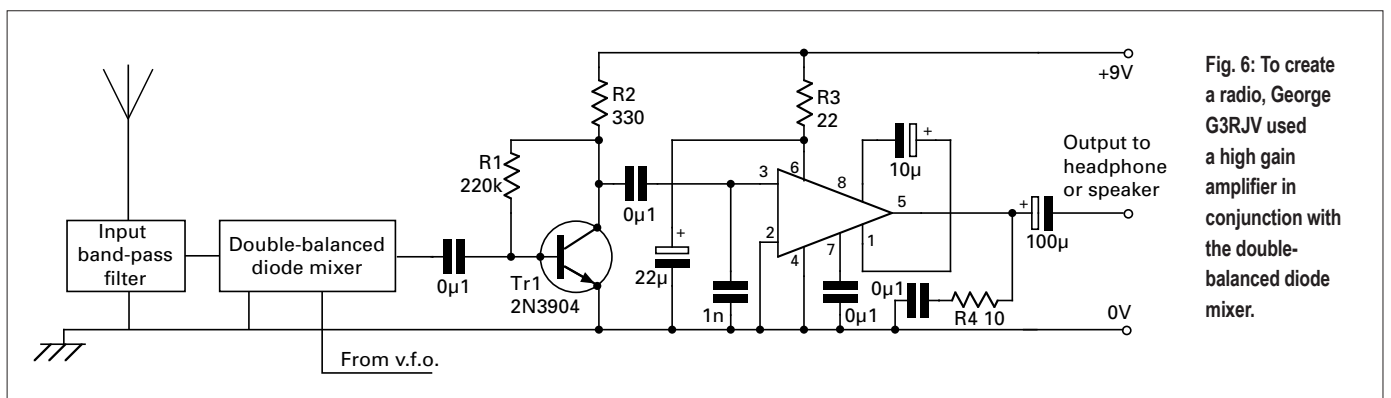 +9V
R2
330
R3
22
R1
220k
10µ
+
Output to
headphone
or speaker
3
6
8
5
0µ1
+
100µ
Input
band-pass
filter
Double-balanced
diode mixer
2
1
7
4
+
0µ1
Tr1
2N3904
22µ
1n
0µ1
0µ1
R4 10
0V
From v.f.o.
Fig. 6: To create
a radio, George
G3RJV used
a high gain
amplifier in
conjunction with
the double-
balanced diode
mixer.